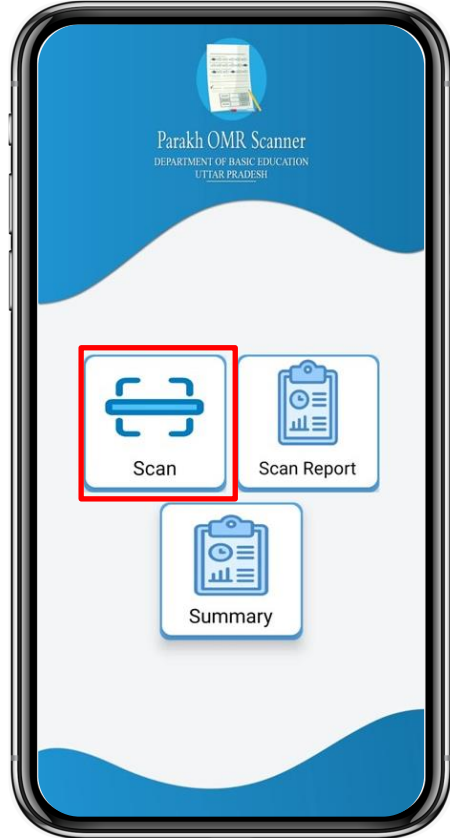 Parakh OMR Scanner
DEPARTMENT OF BASIC EDUCATION
UTTAR PRADESH
Scan
Scan Report
Summary